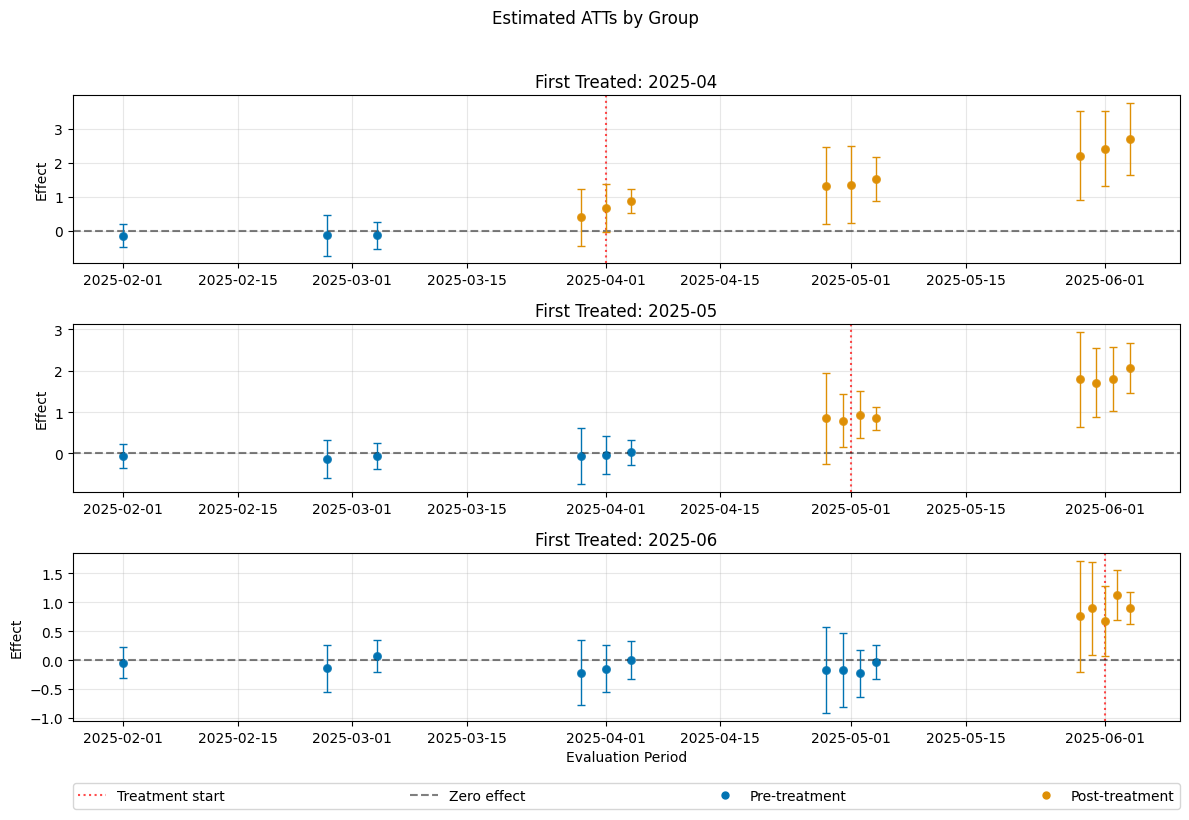 Estimated ATTs by Group
First Treated: 2025-04
Effect
3
2
1
0
2025-02-01 2025-02-15 2025-03-01 2025-03-15 2025-04-01 2025-04-15 2025-05-01 2025-05-15 2025-06-01
First Treated: 2025-05
Effect
3
2
1
0
2025-02-01 2025-02-15 2025-03-01 2025-03-15 2025-04-01 2025-04-15 2025-05-01 2025-05-15 2025-06-01
First Treated: 2025-06
Effect
1.5
1.0
0.5
0.0
−0.5
−1.0
2025-02-01 2025-02-15 2025-03-01 2025-03-15 2025-04-01 2025-04-15 2025-05-01 2025-05-15 2025-06-01
Evaluation Period
Treatment start Zero effect Pre-treatment Post-treatment